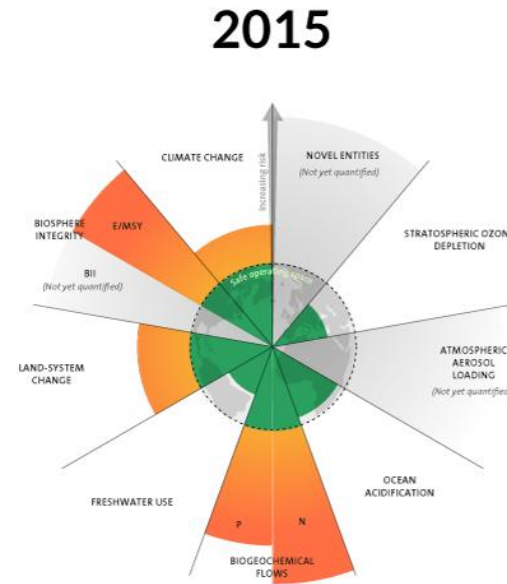 2015
CLIMATE CHANGE
Increasing risk
NOVEL ENTITIES
(Not yet quantified)
STRATOSPHERIC OZON
DEPLETION
BIOSPHERE
INTEGRITY
E/MSY
BII
(Not yet quantified)
Safe operating space
LAND-SYSTEM
CHANGE
ATMOSPHERIC
AEROSOL
LOADING
(Not yet quantified
FRESHWATER USE
OCEAN
ACIDIFICATION
P
N
BIOGEOCHEMICAL
FLOWS